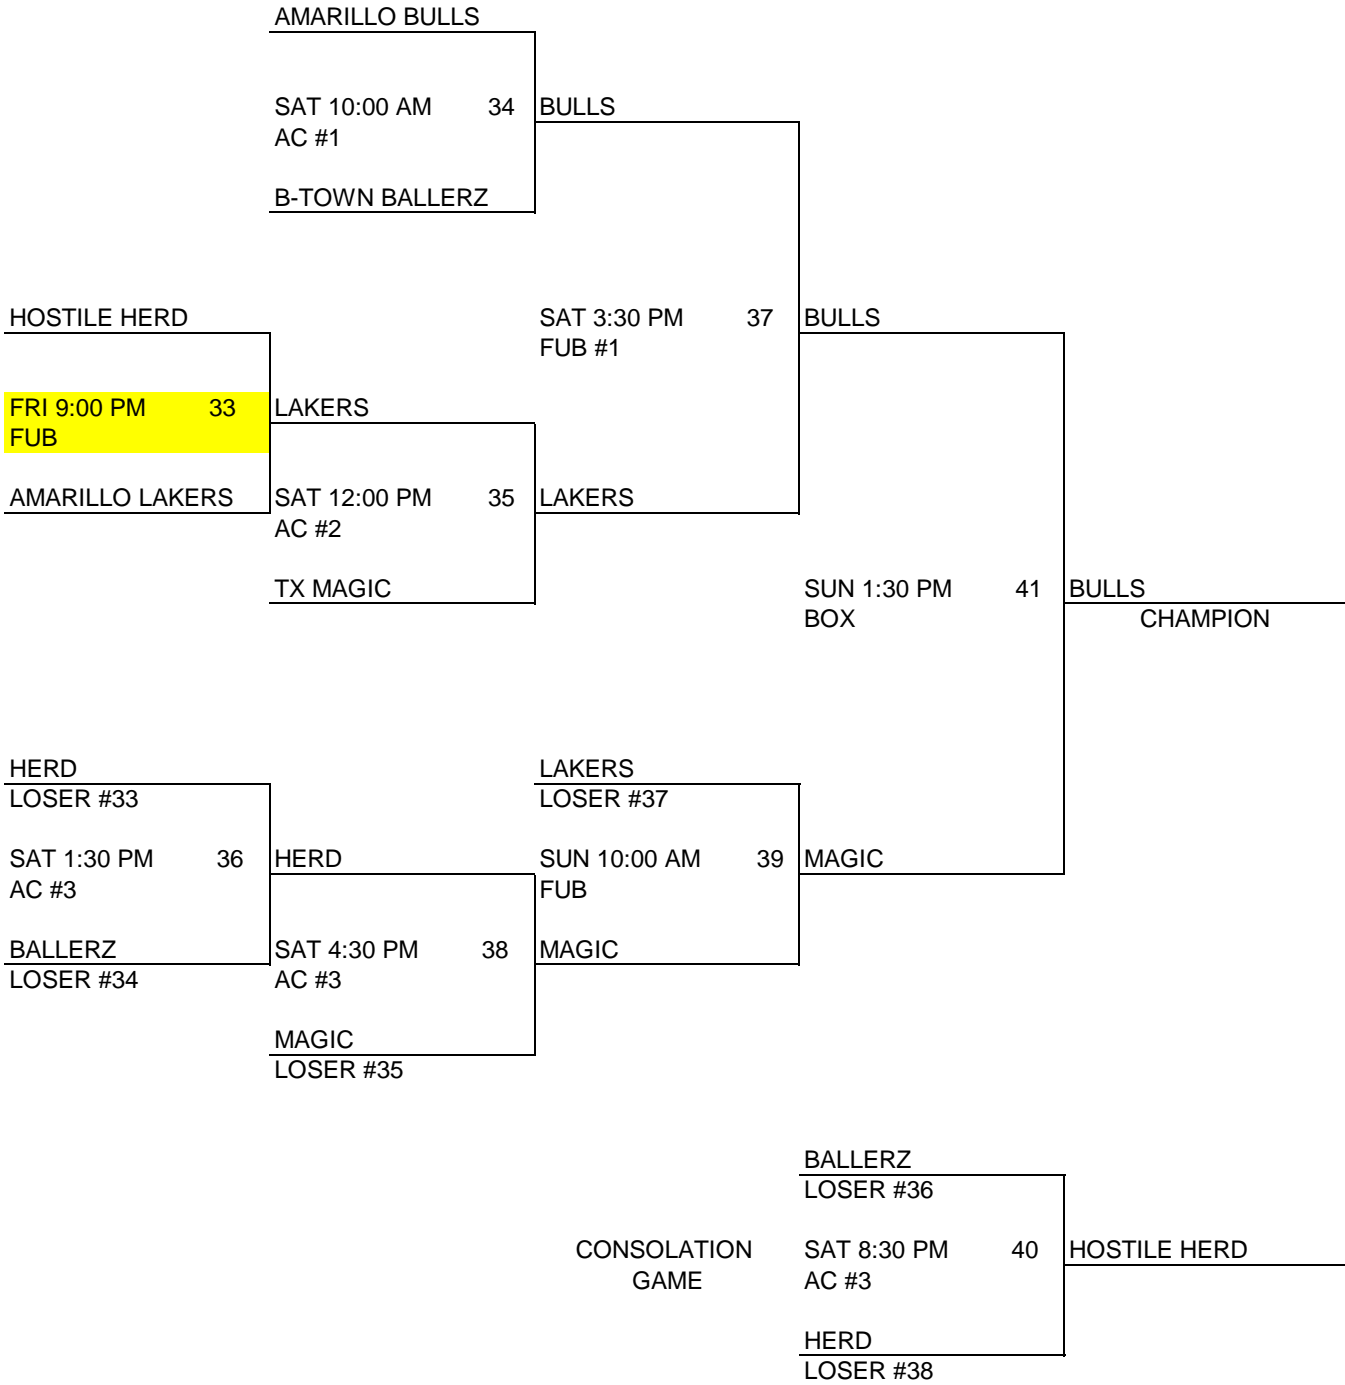 AMARILLO BULLS
SAT 10:00 AM 34 BULLS
AC #1
B-TOWN BALLERZ
HOSTILE HERD SAT 3:30 PM 37 BULLS
FUB #1
FRI 9:00 PM 33 LAKERS
FUB
AMARILLO LAKERS SAT 12:00 PM 35 LAKERS
AC #2
TX MAGIC SUN 1:30 PM 41 BULLS
BOX CHAMPION
HERD LAKERS
LOSER #33 LOSER #37
SAT 1:30 PM 36 HERD SUN 10:00 AM 39 MAGIC
AC #3 FUB
BALLERZ SAT 4:30 PM 38 MAGIC
LOSER #34 AC #3
MAGIC
LOSER #35
BALLERZ
LOSER #36
CONSOLATION SAT 8:30 PM 40 HOSTILE HERD
GAME AC #3
HERD
LOSER #38